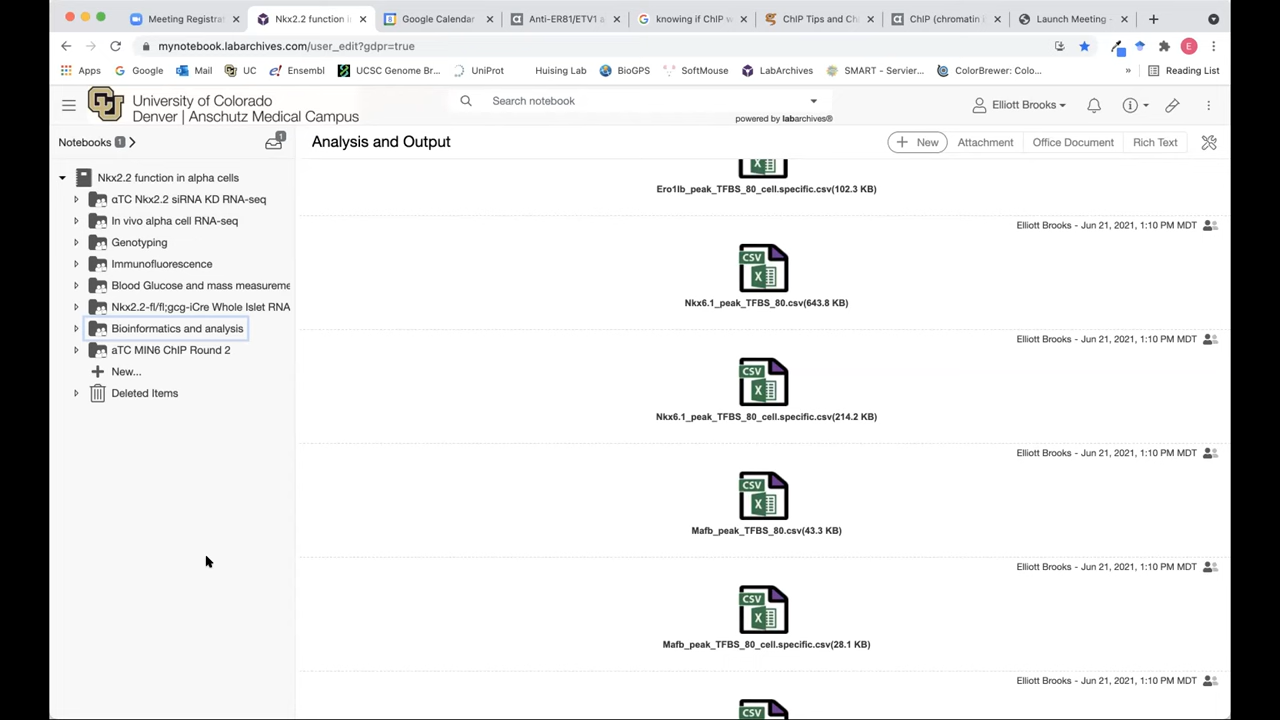 Meeting Registra
Nkx2.2 function i
Google Calendar
Anti-ER81/ETV1 a
knowing if ChIP w
ChIP Tips and Ch
ChIP (chromatin i
Launch Meeting -
mynotebook.labarchives.com/user_edit?gdpr=true
E
Apps
Google
Mail
UC
Ensembl
UCSC Genome Br...
UniProt
Huising Lab
BioGPS
SoftMouse
LabArchives
SMART - Servier...
ColorBrewer: Colo...
»
Reading List
University of Colorado
Denver | Anschutz Medical Campus
Search notebook
powered by labarchives®
Elliott Brooks
Notebooks 1
1
Analysis and Output
New
Attachment
Office Document
Rich Text
Nkx2.2 function in alpha cells
αTC Nkx2.2 siRNA KD RNA-seq
In vivo alpha cell RNA-seq
Genotyping
Immunofluorescence
Blood Glucose and mass measureme
Nkx2.2-fl/fl;gcg-iCre Whole Islet RNA
Bioinformatics and analysis
aTC MIN6 ChIP Round 2
New...
Deleted Items
Ero1lb_peak_TFBS_80_cell.specific.csv(102.3 KB)
Elliott Brooks - Jun 21, 2021, 1:10 PM MDT
CSV
Nkx6.1_peak_TFBS_80.csv(643.8 KB)
Elliott Brooks - Jun 21, 2021, 1:10 PM MDT
CSV
Nkx6.1_peak_TFBS_80_cell.specific.csv(214.2 KB)
Elliott Brooks - Jun 21, 2021, 1:10 PM MDT
CSV
Mafb_peak_TFBS_80.csv(43.3 KB)
Elliott Brooks - Jun 21, 2021, 1:10 PM MDT
CSV
Mafb_peak_TFBS_80_cell.specific.csv(28.1 KB)
Elliott Brooks - Jun 21, 2021, 1:10 PM MDT
CSV